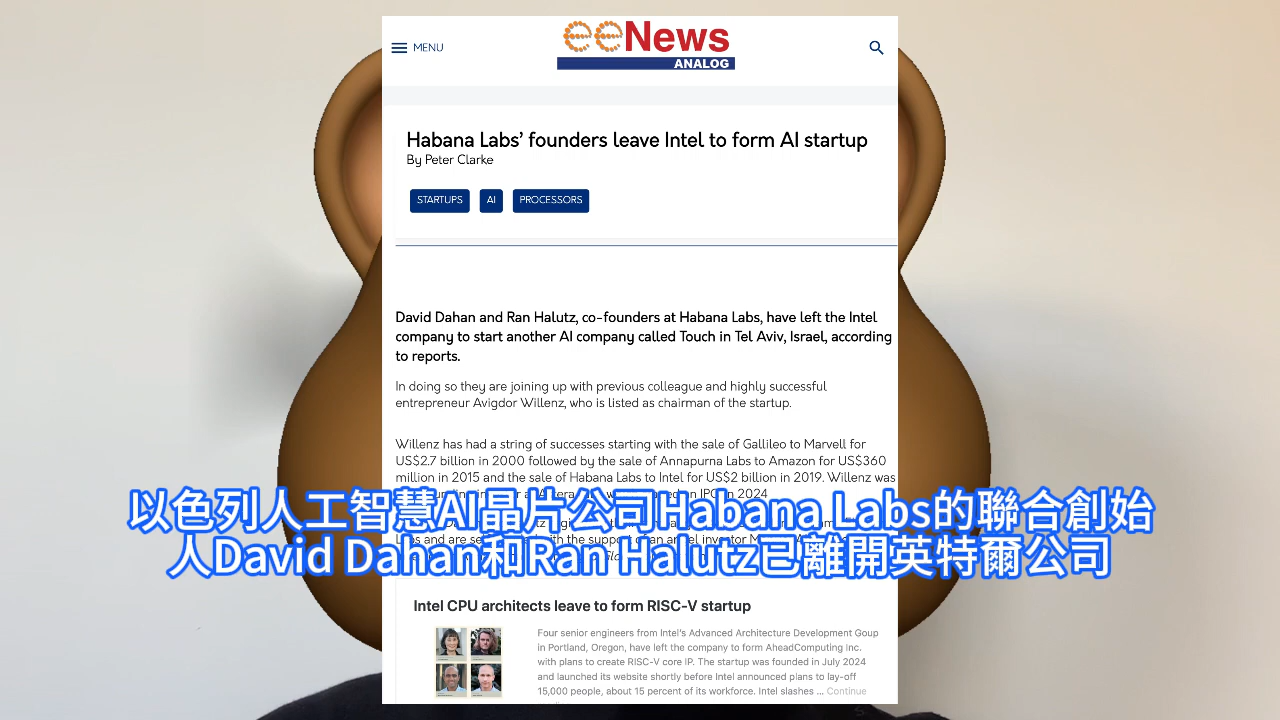 MENU
eeNews
ANALOG
Habana Labs’ founders leave Intel to form AI startup
By Peter Clarke
STARTUPS
AI
PROCESSORS
David Dahan and Ran Halutz, co-founders at Habana Labs, have left the Intel
company to start another AI company called Touch in Tel Aviv, Israel, according
to reports.
In doing so they are joining up with previous colleague and highly successful
entrepreneur Avigdor Willenz, who is listed as chairman of the startup.
Willenz has had a string of successes starting with the sale of Gallileo to Marvell for
US$2.7 billion in 2000 followed by the sale of Annapurna Labs to Amazon for US$360
million in 2015 and the sale of Habana Labs to Intel for US$2 billion in 2019. Willenz was
IPO in 2024
以色列人工智慧AI晶片公司Habana Labs的聯合創始
人David Dahan和Ran Halutz已離開英特爾公司
Intel CPU architects leave to form RISC-V startup
Four senior engineers from Intel's Advanced Architecture Development Goup
in Portland, Oregon, have left the company to form AheadComputing Inc.
with plans to create RISC-V core IP. The startup was founded in July 2024
and launched its website shortly before Intel announced plans to lay-off
15,000 people, about 15 percent of its workforce. Intel slashes ... Continue